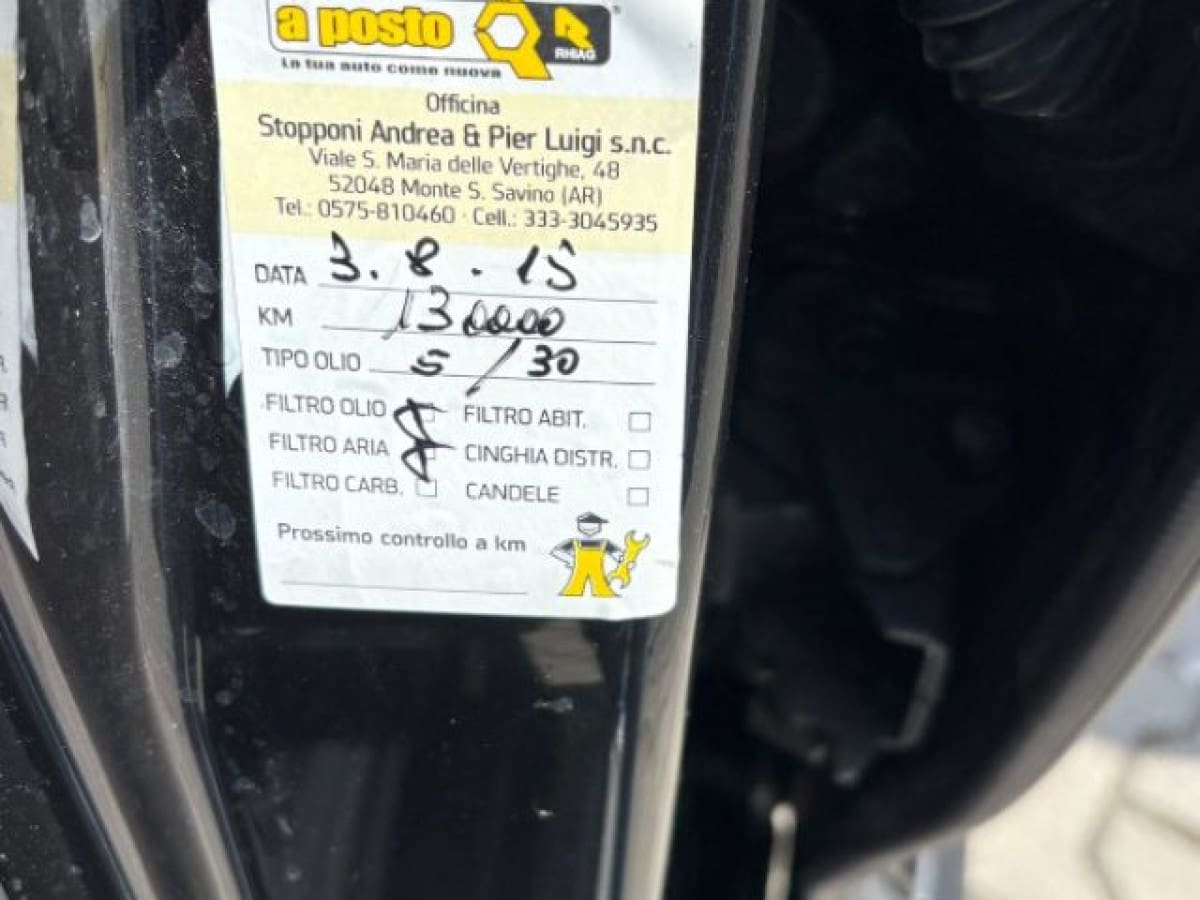 a posto
RHIAG
La tua auto come nuova
Officina
Stopponi Andrea & Pier Luigi s.n.c.
Viale S. Maria delle Vertighe, 48
52048 Monte S. Savino (AR)
Tel.: 0575-810460 · Cell.: 333-3045935
DATA 3. 8. 15
KM 130000
TIPO OLIO 5/30
FILTRO OLIO FILTRO ABIT.
FILTRO ARIA CINGHIA DISTR.
FILTRO CARB. CANDELE
Prossimo controllo a km